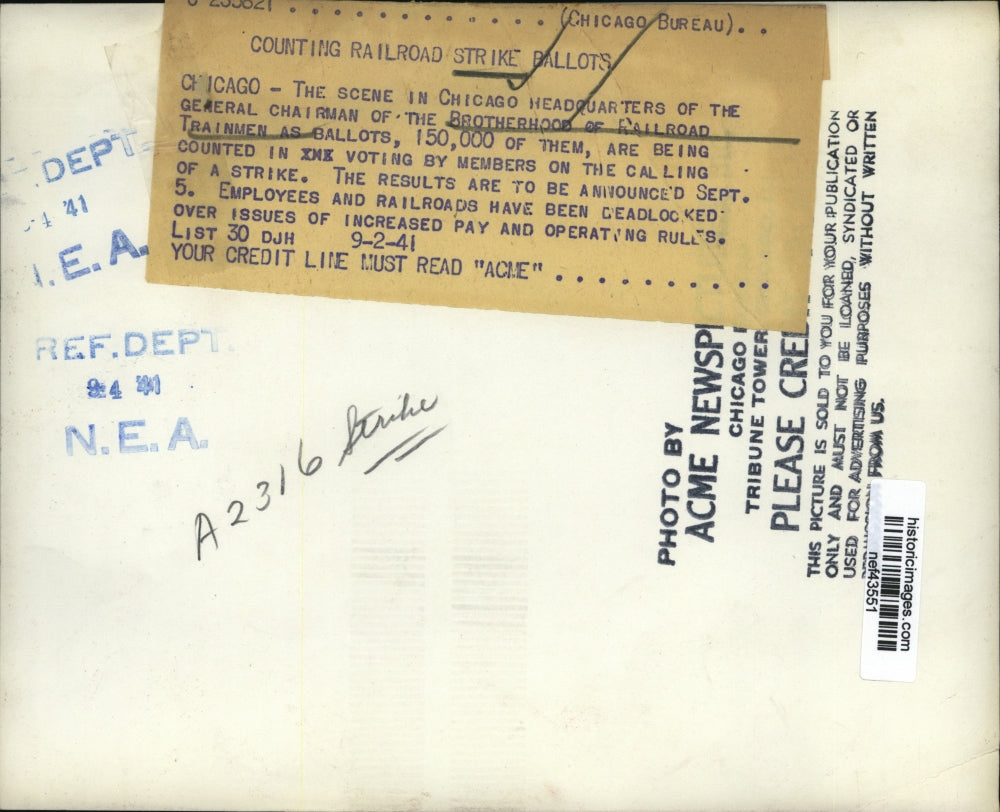 (CHICAGO BUREAU). .
COUNTING RAILROAD STRIKE BALLOTS
CHICAGO - THE SCENE IN CHICAGO HEADQUARTERS OF THE
GENERAL CHAIRMAN OF THE BROTHERHOOD OF RAILROAD
TRAINMEN AS BALLOTS, 150,000 OF THEM, ARE BEING
COUNTED IN XMX VOTING BY MEMBERS ON THE CALLING
OF A STRIKE. THE RESULTS ARE TO BE ANNOUNCED SEPT.
5. EMPLOYEES AND RAILROADS HAVE BEEN DEADLOCKED
OVER ISSUES OF INCREASED PAY AND OPERATING RULES.
LIST 30 DJH 9-2-41
YOUR CREDIT LINE MUST READ "ACME" . . . . . . . . . . .
DEPT.
4 '41
N.E.A.
REF.DEPT.
'41
N.E.A.
A2316 Strike
PHOTO BY
ACME NEWSP
CHICAGO
TRIBUNE TOWER
PLEASE CRED
THIS PICTURE IS SOLD TO YOU FOR YOUR PUBLICATION
ONLY AND MUST NOT BE LOANED, SYNDICATED OR
USED FOR ADVERTISING PURPOSES WITHOUT WRITTEN
FROM US.
historicimages.com
nef43551